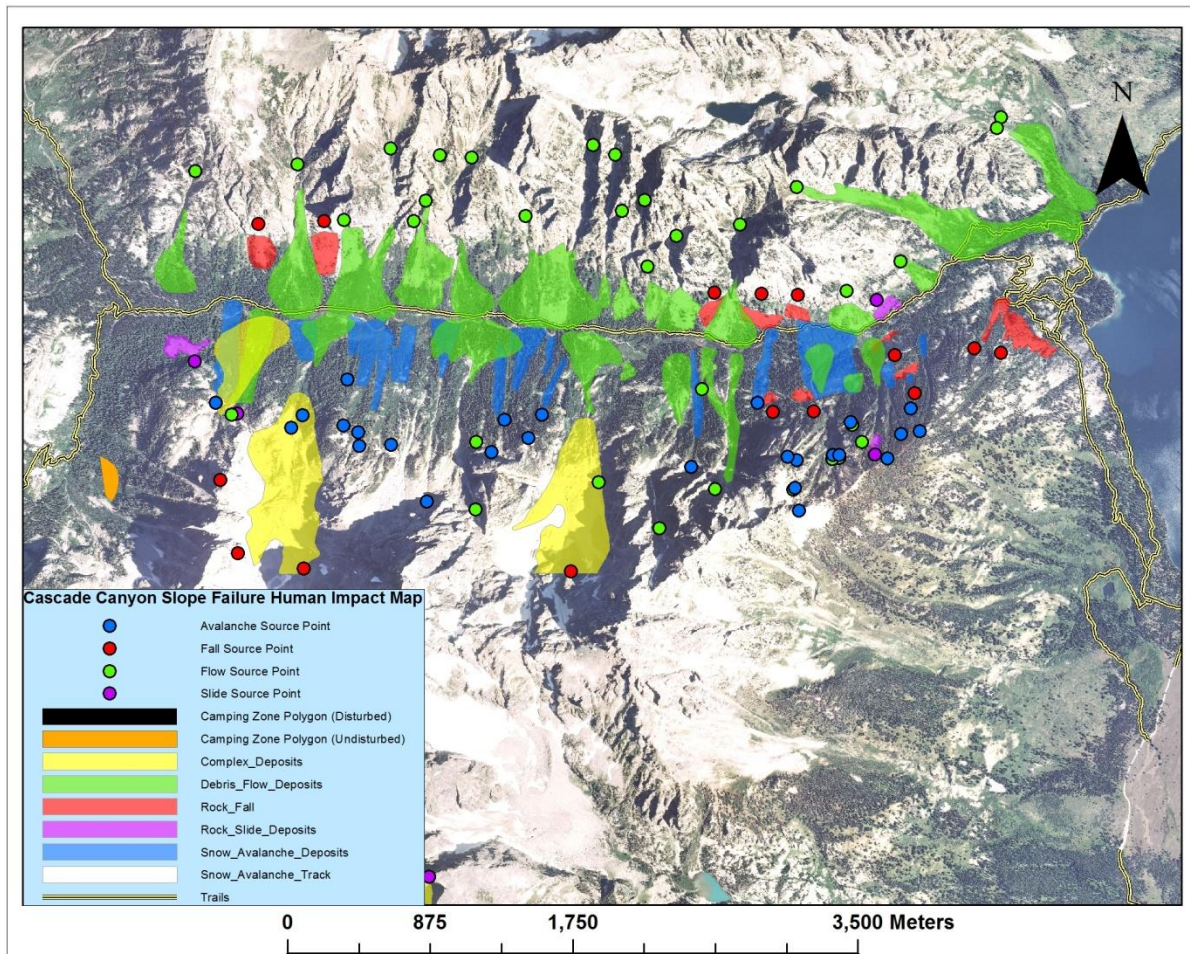 N
Cascade Canyon Slope Failure Human Impact Map
Avalanche Source Point
Fall Source Point
Flow Source Point
Slide Source Point
Camping Zone Polygon (Disturbed)
Camping Zone Polygon (Undisturbed)
Complex_Deposits
Debris_Flow_Deposits
Rock_Fall
Rock_Slide_Deposits
Snow_Avalanche_Deposits
Snow_Avalanche_Track
Trails
0 875 1,750 3,500 Meters